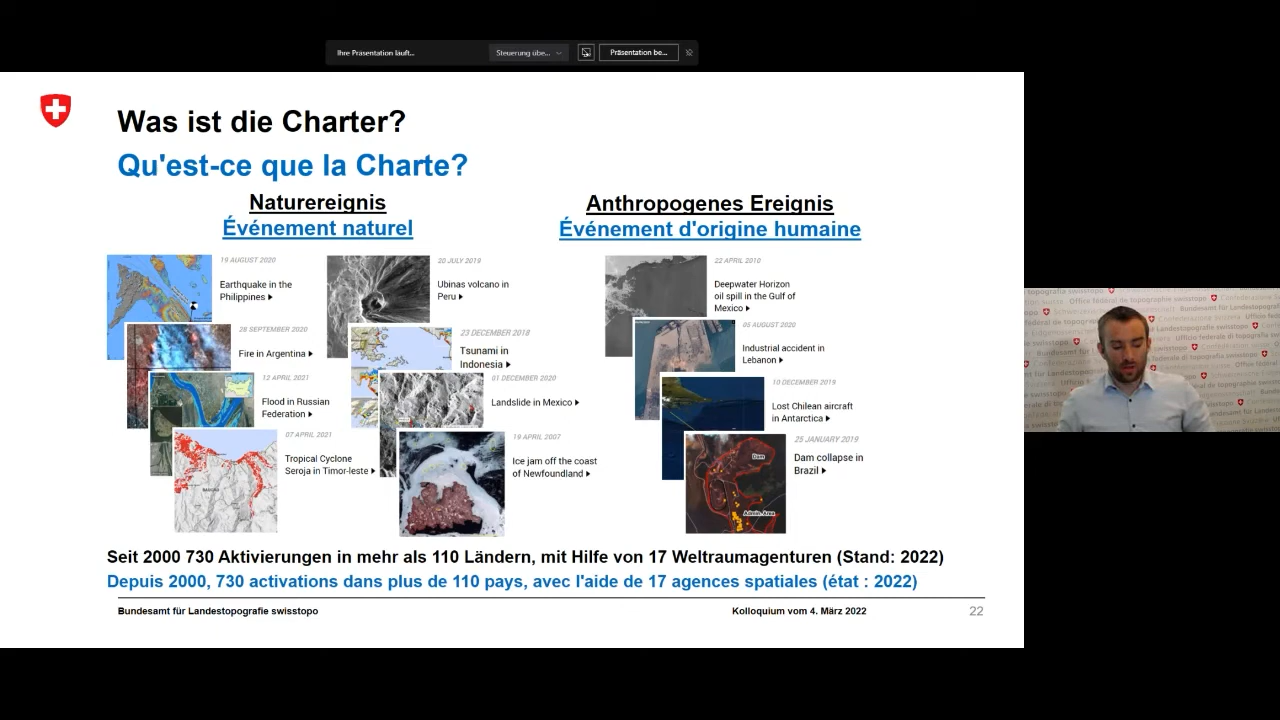 Ihre Präsentation läuft...
Steuerung übe...
Präsentation be...
Was ist die Charter?
Qu'est-ce que la Charte?
Naturereignis
Événement naturel
19 AUGUST 2020
Earthquake in the
Philippines
28 SEPTEMBER 2020
Fire in Argentina
12 APRIL 2021
Flood in Russian
Federation
07 APRIL 2021
Tropical Cyclone
Seroja in Timor-leste
20 JULY 2019
Ubinas volcano in
Peru
23 DECEMBER 2018
Tsunami in
Indonesia
01 DECEMBER 2020
Landslide in Mexico
19 APRIL 2007
Ice jam off the coast
of Newfoundland
Anthropogenes Ereignis
Événement d'origine humaine
22 APRIL 2010
Deepwater Horizon
oil spill in the Gulf of
Mexico
05 AUGUST 2020
Industrial accident in
Lebanon
10 DECEMBER 2019
Lost Chilean aircraft
in Antarctica
25 JANUARY 2019
Dam collapse in
Brazil
Dam
Admin. Area
Seit 2000 730 Aktivierungen in mehr als 110 Ländern, mit Hilfe von 17 Weltraumagenturen (Stand: 2022)
Depuis 2000, 730 activations dans plus de 110 pays, avec l'aide de 17 agences spatiales (état : 2022)
Bundesamt für Landestopografie swisstopo
Kolloquium vom 4. März 2022
22